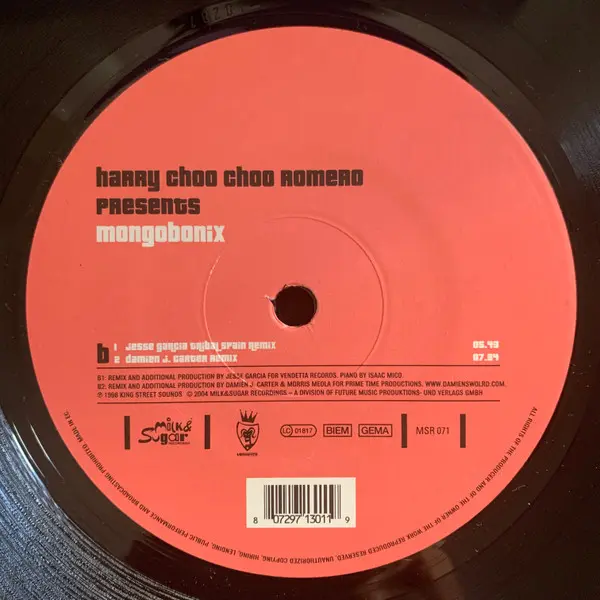 Harry Choo Choo Romero
Presents
mongobonix
b 1 Jesse Garcia Tribal Spain Remix 05.43
2 Damien J. Carter Remix 07.24
B1: REMIX AND ADDITIONAL PRODUCTION BY JESSE GARCIA FOR VENDETTA RECORDS. PIANO BY ISAAC MICO.
B2: REMIX AND ADDITIONAL PRODUCTION BY DAMIEN J. CARTER & MORRIS MEOLA FOR PRIME TIME PRODUCTIONS. WWW.DAMIENSWOLRD.COM.
℗ 1998 KING STREET SOUNDS © 2004 MILK&SUGAR RECORDINGS – A DIVISION OF FUTURE MUSIC PRODUKTIONS- UND VERLAGS GMBH
Milk& Sugar
LC 01817
BIEM
GEMA
MSR 071
8 07297 13011 9
ALL RIGHTS OF THE PRODUCER AND OF THE OWNER OF THE WORK REPRODUCED RESERVED. UNAUTHORIZED COPYING, HIRING, LENDING, PUBLIC PERFORMANCE AND BROADCASTING PROHIBITED. MADE IN EC.